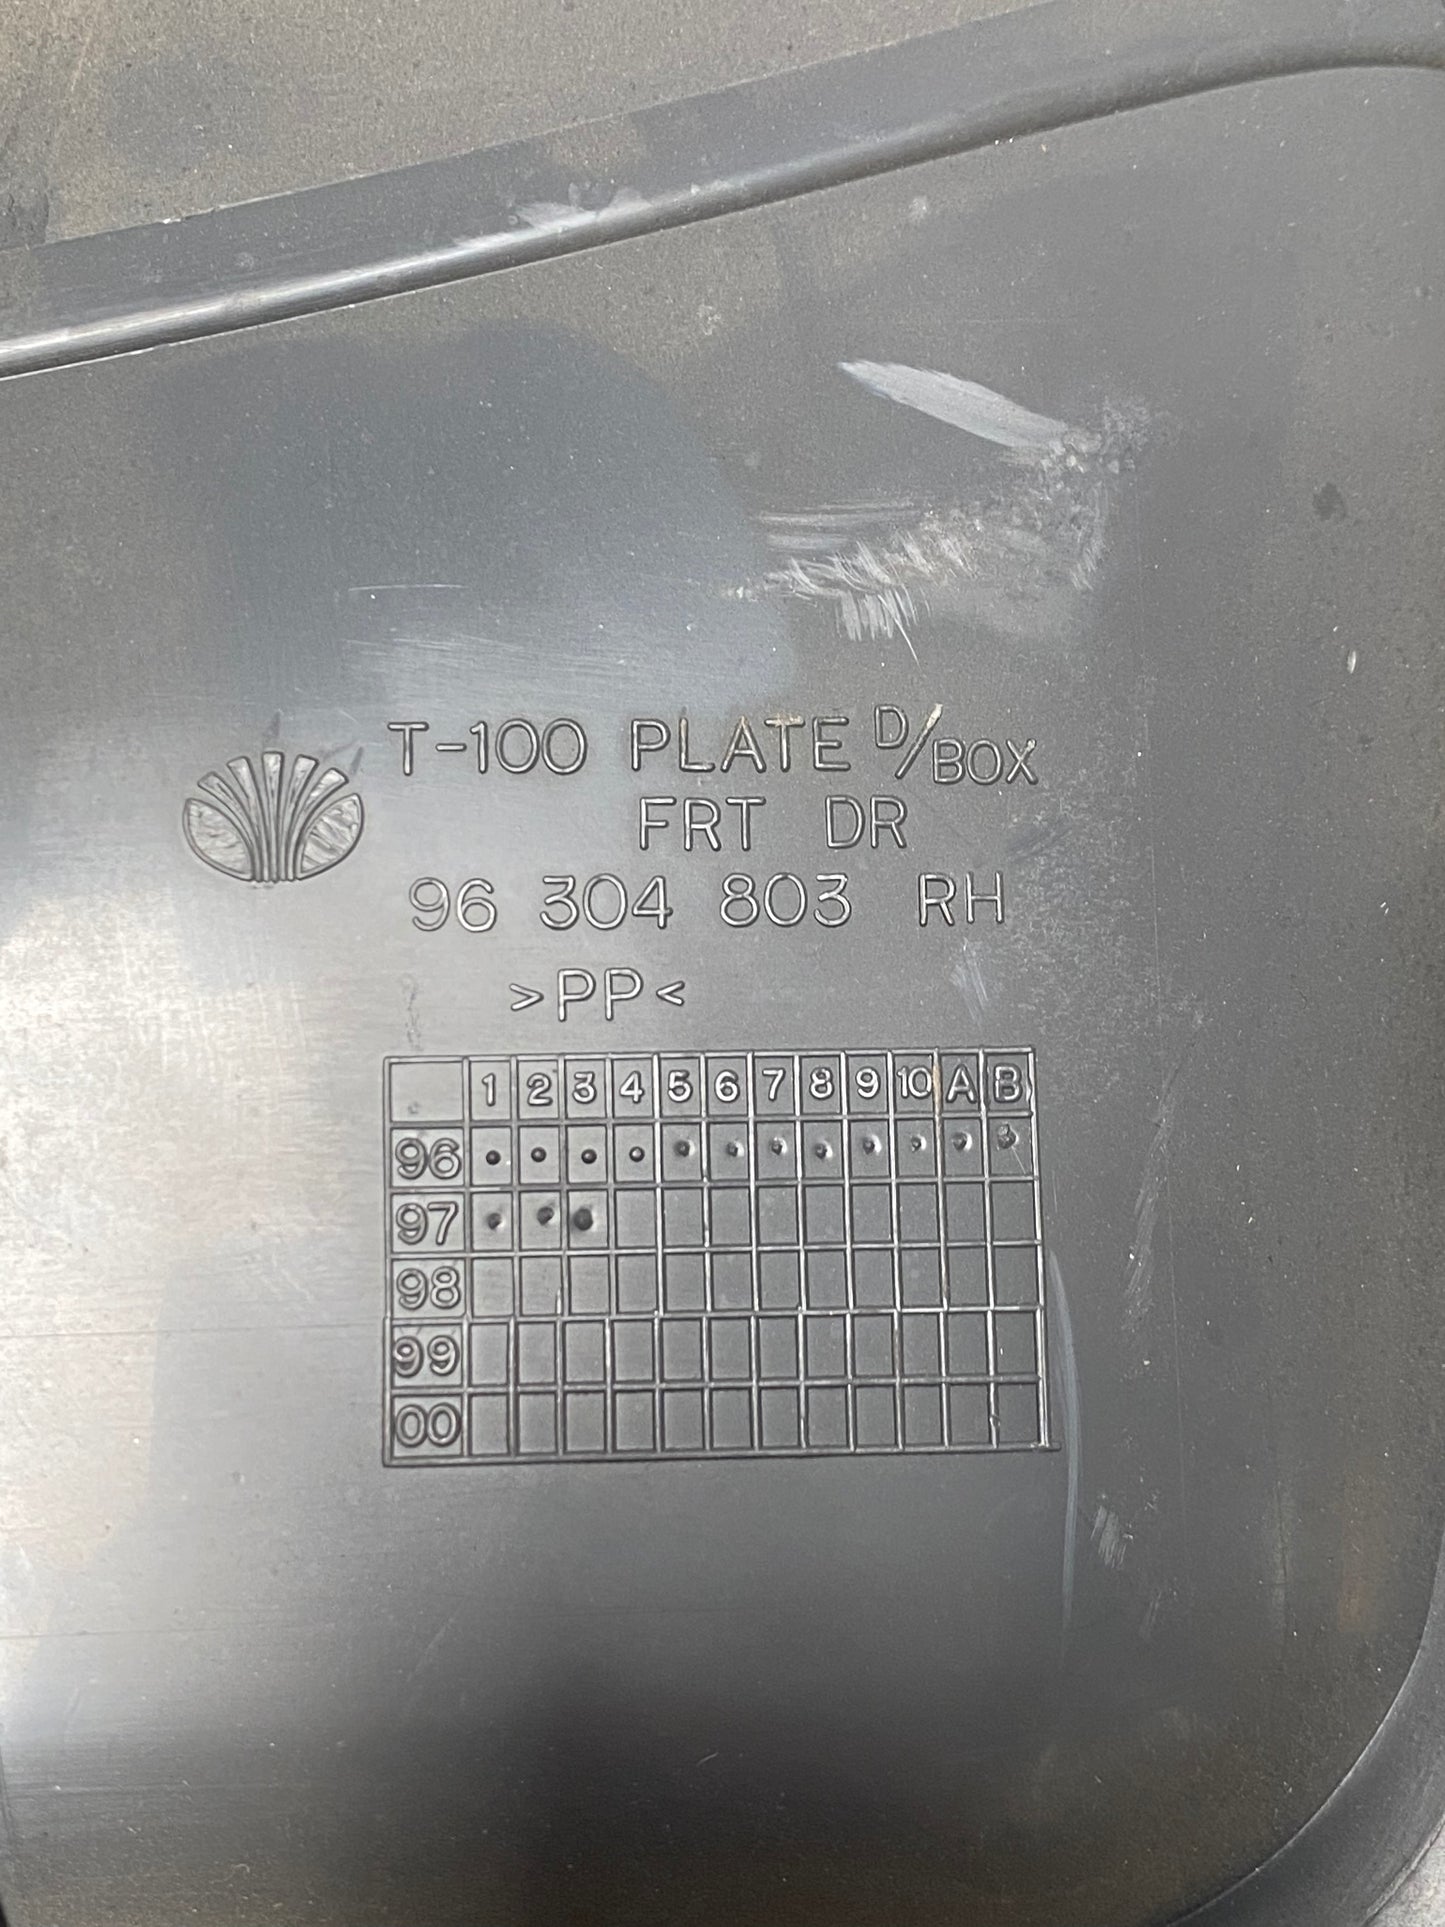 T-100 PLATE D/BOX
FRT DR
96 304 803 RH
>PP<
1 2 3 4 5 6 7 8 9 10 A B
96
97
98
99
00